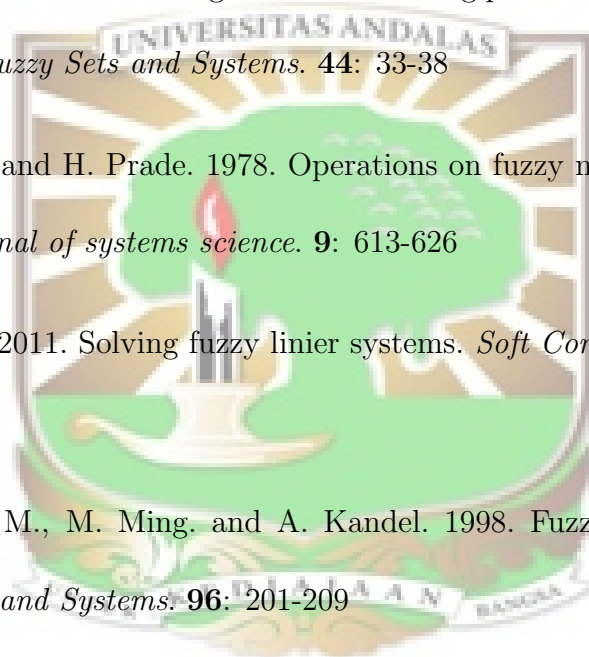 UNIVERSITAS ANDALAS
uzzy Sets and Systems. 44: 33-38
and H. Prade. 1978. Operations on fuzzy
nal of systems science. 9: 613-626
2011. Solving fuzzy linier systems. Soft Con
M., M. Ming. and A. Kandel. 1998. Fuzz
and Systems. 96: 201-209
KEDJAJAAN BANGSA